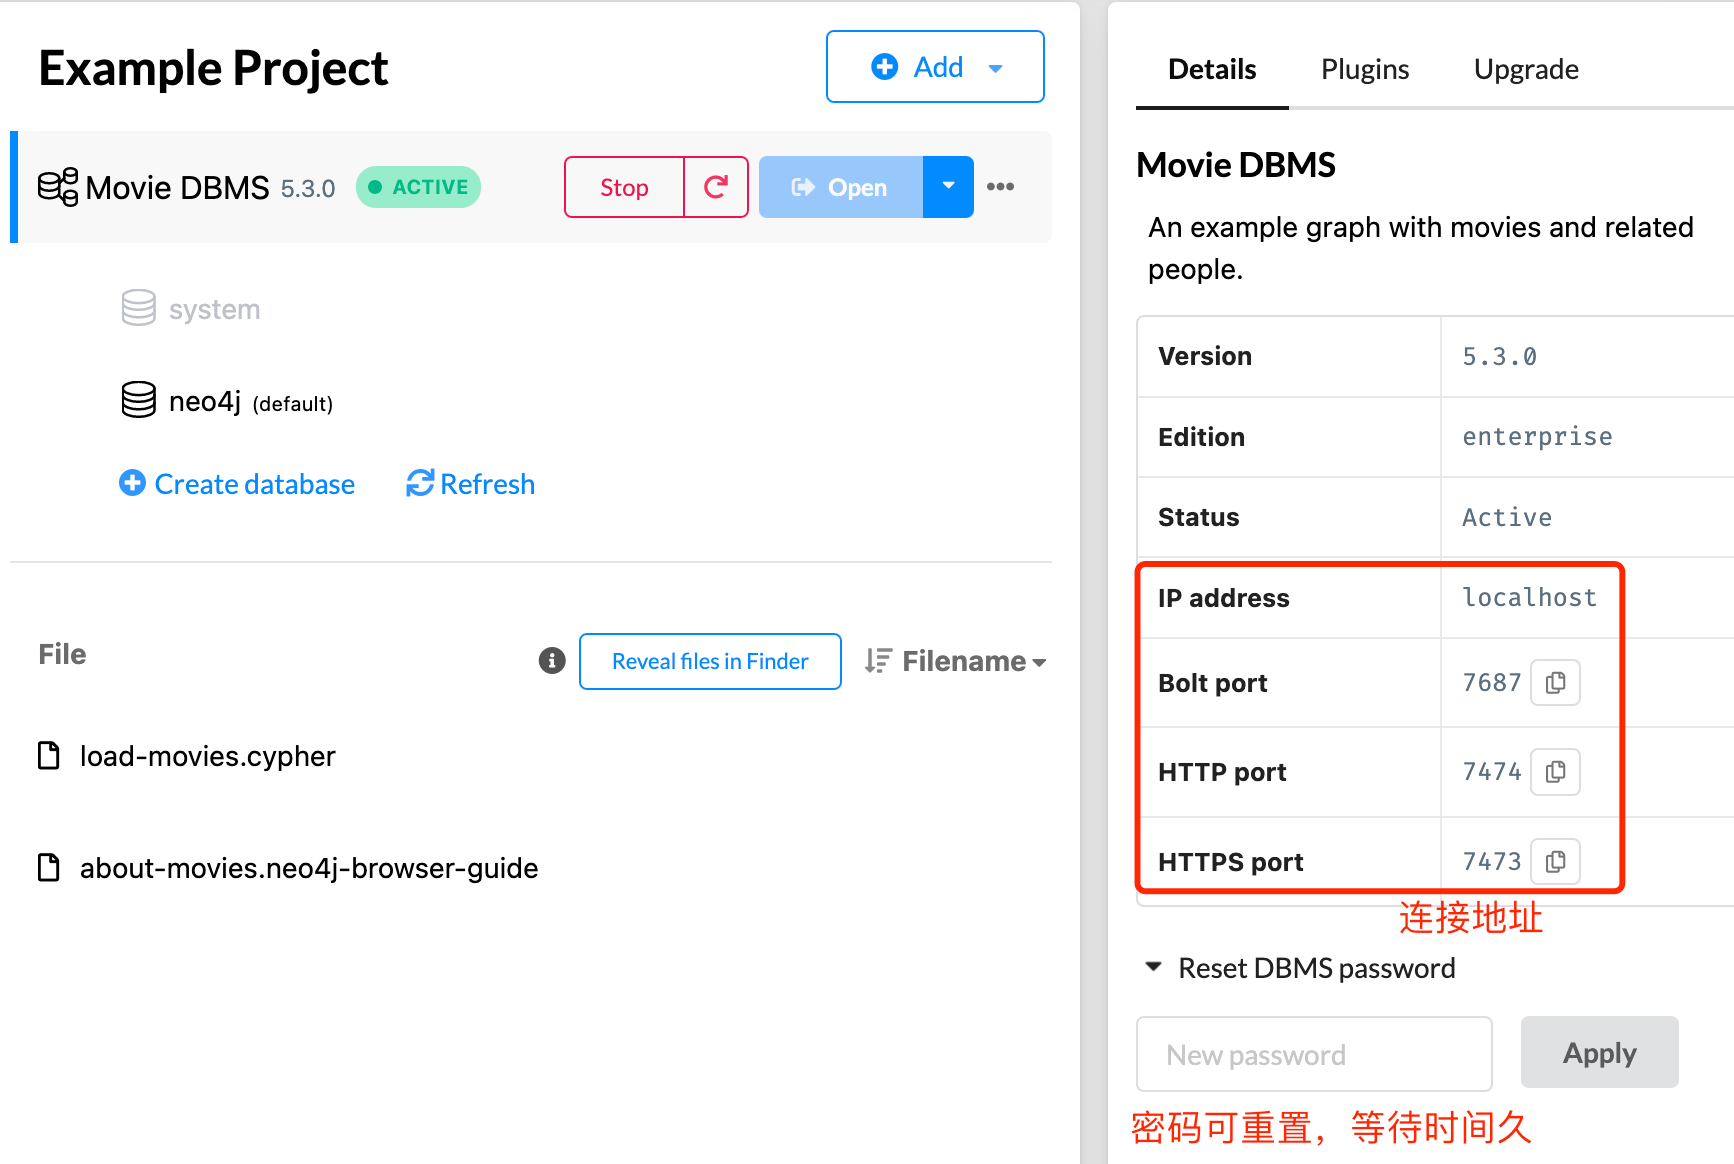 Example Project
Add
Movie DBMS 5.3.0 ACTIVE
Stop
Open
system
neo4j (default)
Create database
Refresh
File
Reveal files in Finder
Filename
load-movies.cypher
about-movies.neo4j-browser-guide
Details
Plugins
Upgrade
Movie DBMS
An example graph with movies and related
people.
Version 5.3.0
Edition enterprise
Status Active
IP address localhost
Bolt port 7687
HTTP port 7474
HTTPS port 7473
连接地址
Reset DBMS password
New password
Apply
密码可重置，等待时间久